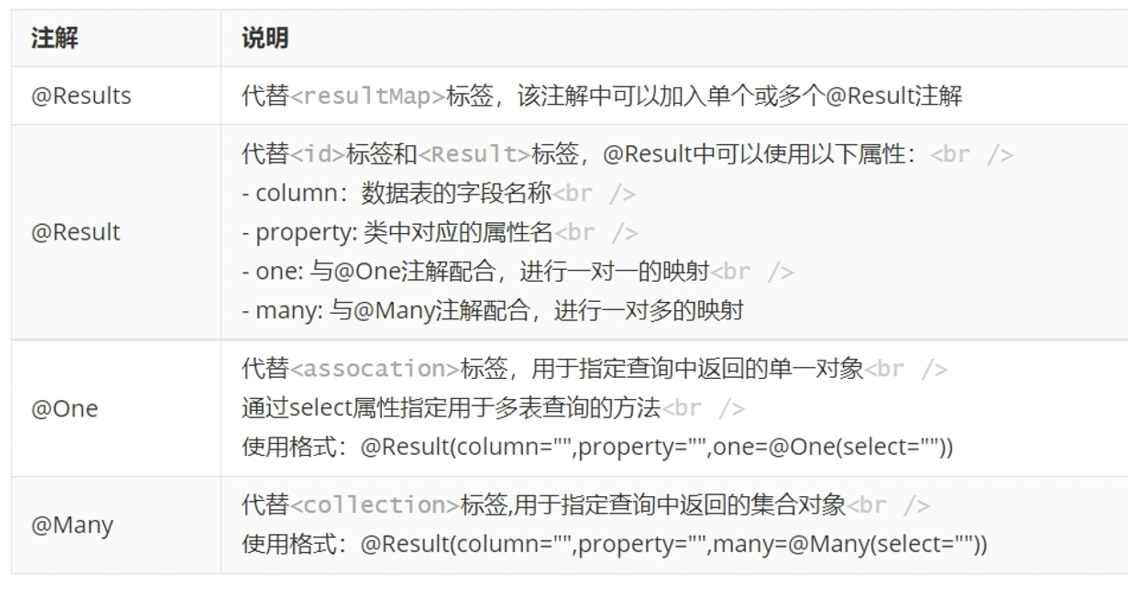 注解 说明
@Results 代替<resultMap>标签，该注解中可以加入单个或多个@Result注解
代替<id>标签和<Result>标签，@Result中可以使用以下属性：<br />
- column：数据表的字段名称<br />
@Result - property: 类中对应的属性名<br />
- one: 与@One注解配合，进行一对一的映射<br />
- many: 与@Many注解配合，进行一对多的映射
代替<assocation>标签，用于指定查询中返回的单一对象<br />
@One 通过select属性指定用于多表查询的方法<br />
使用格式：@Result(column="",property="",one=@One(select=""))
@Many 代替<collection>标签,用于指定查询中返回的集合对象<br />
使用格式：@Result(column="",property="",many=@Many(select=""))